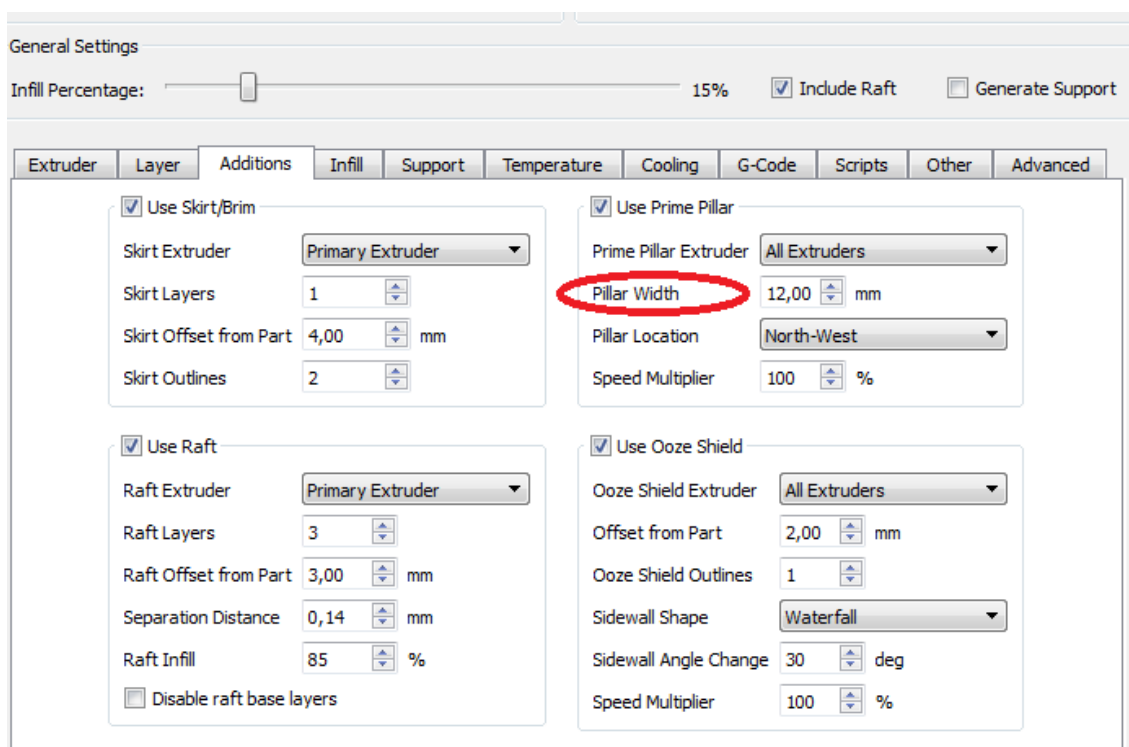 General Settings
Infill Percentage: 15% Include Raft Generate Support
Extruder Layer Additions Infill Support Temperature Cooling G-Code Scripts Other Advanced
Use Skirt/Brim
Skirt Extruder Primary Extruder
Skirt Layers 1
Skirt Offset from Part 4,00 mm
Skirt Outlines 2
Use Prime Pillar
Prime Pillar Extruder All Extruders
Pillar Width 12,00 mm
Pillar Location North-West
Speed Multiplier 100 %
Use Raft
Raft Extruder Primary Extruder
Raft Layers 3
Raft Offset from Part 3,00 mm
Separation Distance 0,14 mm
Raft Infill 85 %
Disable raft base layers
Use Ooze Shield
Ooze Shield Extruder All Extruders
Offset from Part 2,00 mm
Ooze Shield Outlines 1
Sidewall Shape Waterfall
Sidewall Angle Change 30 deg
Speed Multiplier 100 %